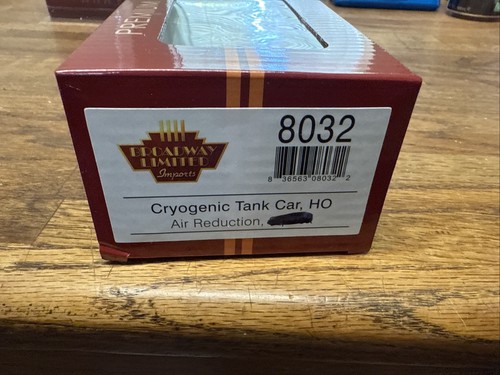 PREMIUM
8032
BROADWAY
LIMITED
Imports
8 36563 08032 2
Cryogenic Tank Car, HO
Air Reduction,